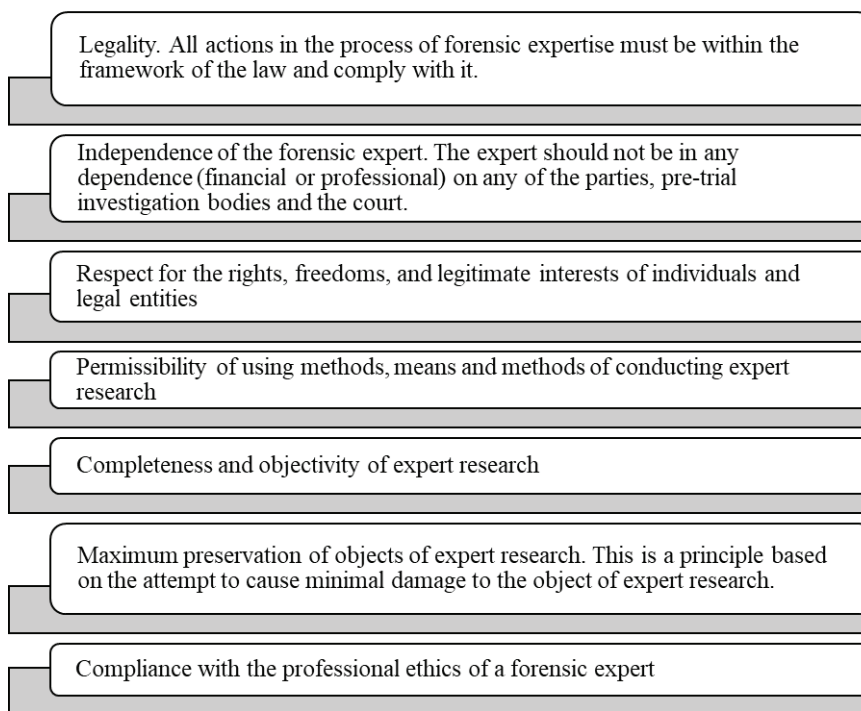 Legality. All actions in the process of forensic expertise must be within the
framework of the law and comply with it.
Independence of the forensic expert. The expert should not be in any
dependence (financial or professional) on any of the parties, pre-trial
investigation bodies and the court.
Respect for the rights, freedoms, and legitimate interests of individuals and
legal entities
Permissibility of using methods, means and methods of conducting expert
research
Completeness and objectivity of expert research
Maximum preservation of objects of expert research. This is a principle based
on the attempt to cause minimal damage to the object of expert research.
Compliance with the professional ethics of a forensic expert